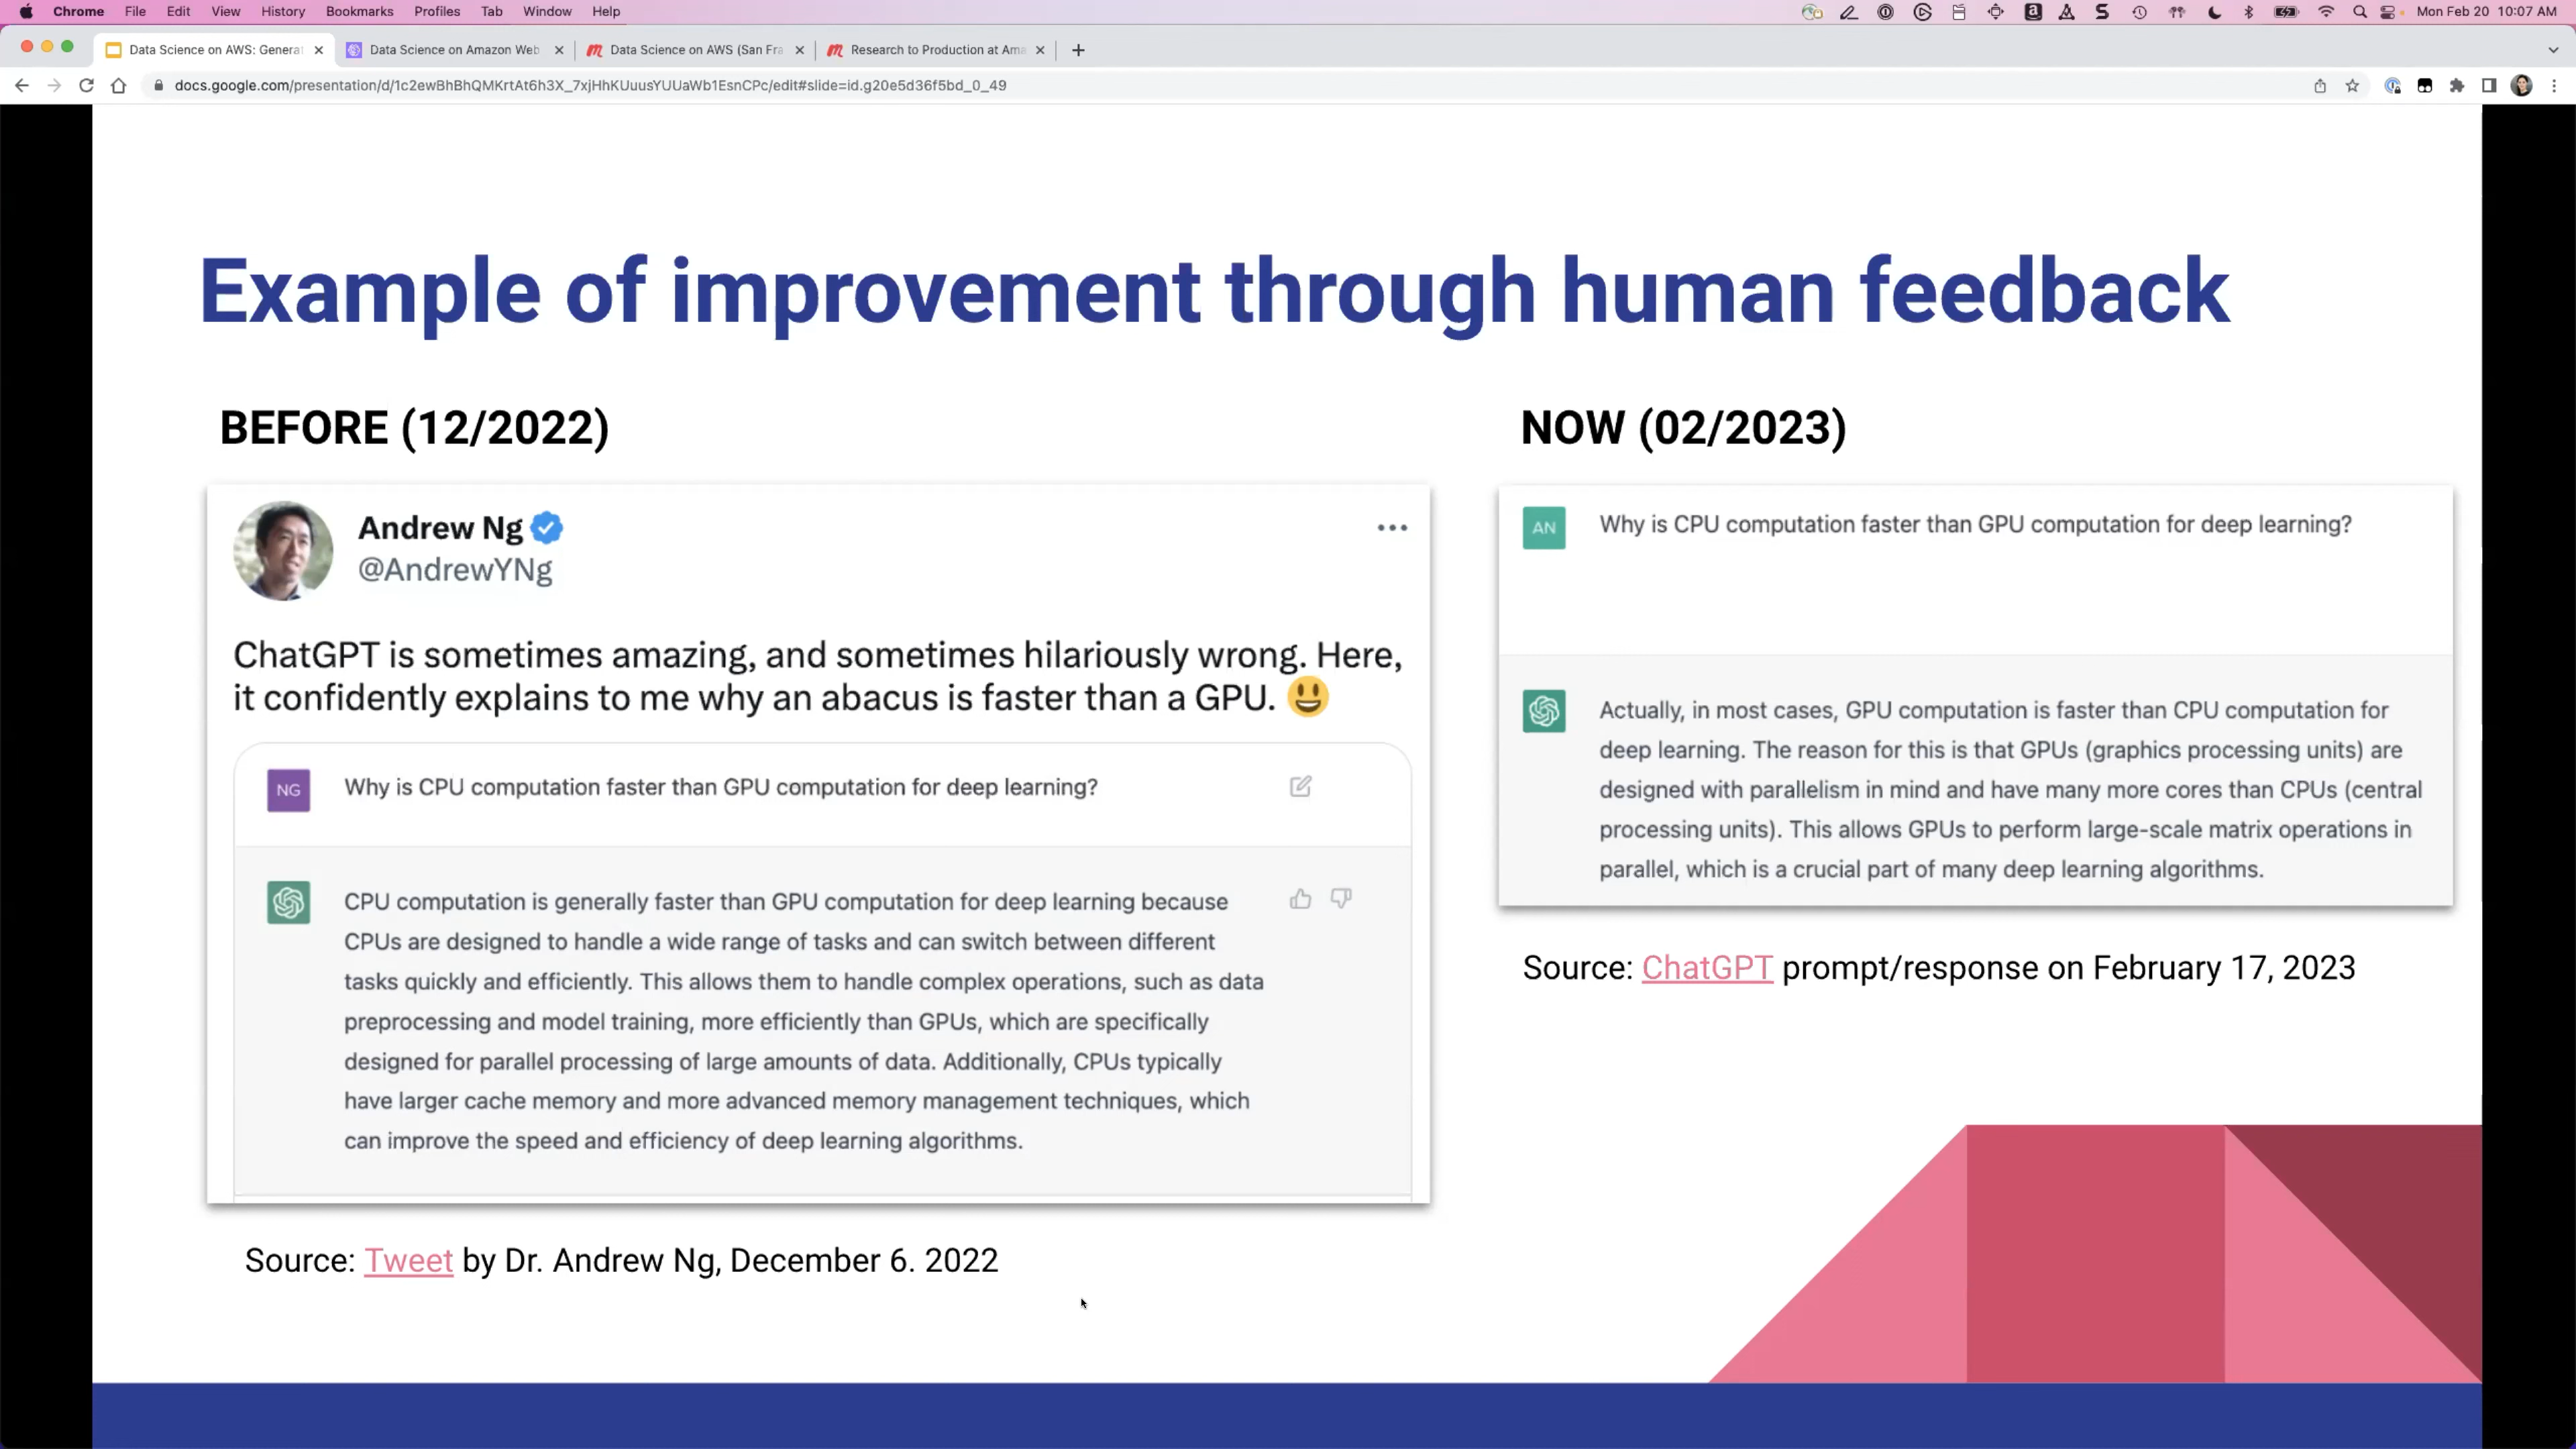 Chrome File Edit View History Bookmarks Profiles Tab Window Help Mon Feb 20 10:07 AM
Data Science on AWS: Genera Data Science on Amazon Web Data Science on AWS (San Fra Research to Production at Ama
docs.google.com/presentation/d/1c2ewBhBhQMKrtAt6h3X_7xjHhKUuusYUUaWb1EsnCPc/edit#slide=id.g20e5d36f5bd_0_49
Example of improvement through human feedback
BEFORE (12/2022)
Andrew Ng
@AndrewYNg
ChatGPT is sometimes amazing, and sometimes hilariously wrong. Here,
it confidently explains to me why an abacus is faster than a GPU. 😃
NG
Why is CPU computation faster than GPU computation for deep learning?
CPU computation is generally faster than GPU computation for deep learning because
CPUs are designed to handle a wide range of tasks and can switch between different
tasks quickly and efficiently. This allows them to handle complex operations, such as data
preprocessing and model training, more efficiently than GPUs, which are specifically
designed for parallel processing of large amounts of data. Additionally, CPUs typically
have larger cache memory and more advanced memory management techniques, which
can improve the speed and efficiency of deep learning algorithms.
Source: Tweet by Dr. Andrew Ng, December 6. 2022
NOW (02/2023)
AN
Why is CPU computation faster than GPU computation for deep learning?
Actually, in most cases, GPU computation is faster than CPU computation for
deep learning. The reason for this is that GPUs (graphics processing units) are
designed with parallelism in mind and have many more cores than CPUs (central
processing units). This allows GPUs to perform large-scale matrix operations in
parallel, which is a crucial part of many deep learning algorithms.
Source: ChatGPT prompt/response on February 17, 2023